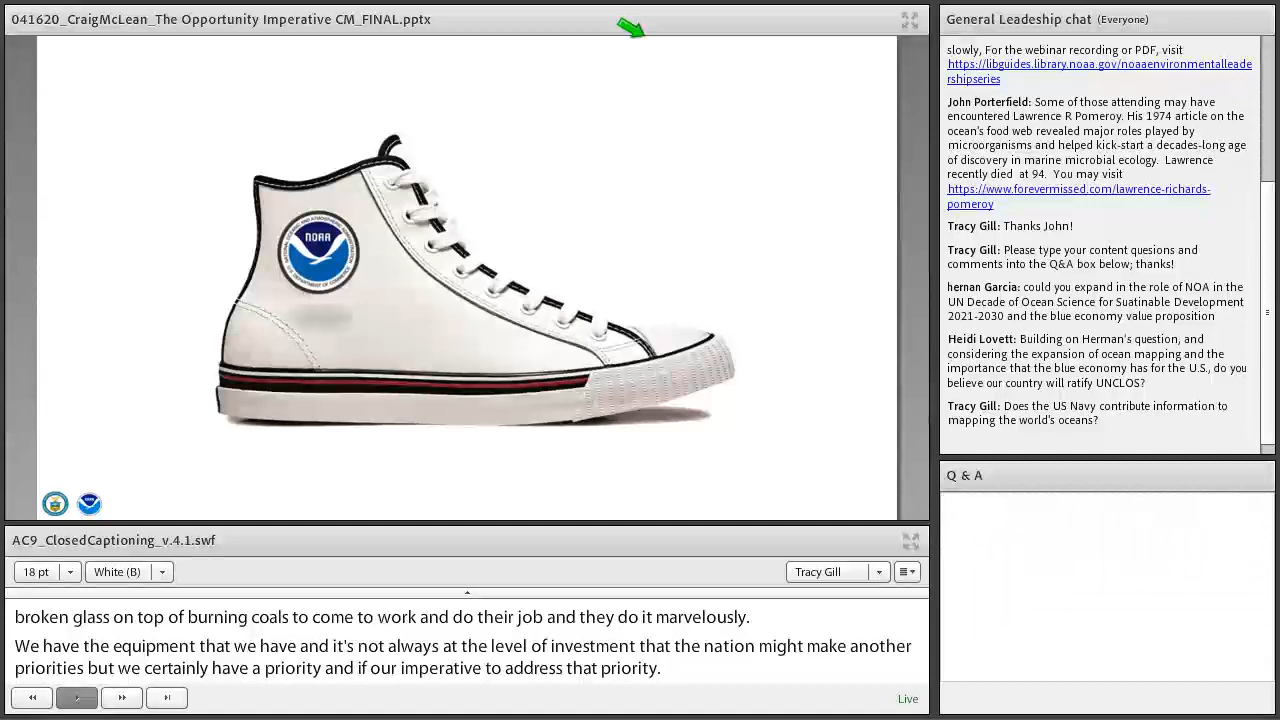 041620_CraigMcLean_The Opportunity Imperative CM_FINAL.pptx
NATIONAL OCEANIC AND ATMOSPHERIC ADMINISTRATION
NOAA
U.S. DEPARTMENT OF COMMERCE
NOAA
AC9_ClosedCaptioning_v.4.1.swf
18 pt
White (B)
Tracy Gill
broken glass on top of burning coals to come to work and do their job and they do it marvelously.
We have the equipment that we have and it's not always at the level of investment that the nation might make another
priorities but we certainly have a priority and if our imperative to address that priority.
Live
General Leadership chat (Everyone)
slowly, For the webinar recording or PDF, visit
https://libguides.library.noaa.gov/noaaenvironmentalleade
rshipseries
John Porterfield: Some of those attending may have
encountered Lawrence R Pomeroy. His 1974 article on the
ocean's food web revealed major roles played by
microorganisms and helped kick-start a decades-long age
of discovery in marine microbial ecology. Lawrence
recently died at 94. You may visit
https://www.forevermissed.com/lawrence-richards-
pomeroy
Tracy Gill: Thanks John!
Tracy Gill: Please type your content quesions and
comments into the Q&A box below; thanks!
hernan Garcia: could you expand in the role of NOA in the
UN Decade of Ocean Science for Suatinable Development
2021-2030 and the blue economy value proposition
Heidi Lovett: Building on Herman's question, and
considering the expansion of ocean mapping and the
importance that the blue economy has for the U.S., do you
believe our country will ratify UNCLOS?
Tracy Gill: Does the US Navy contribute information to
mapping the world's oceans?
Q & A